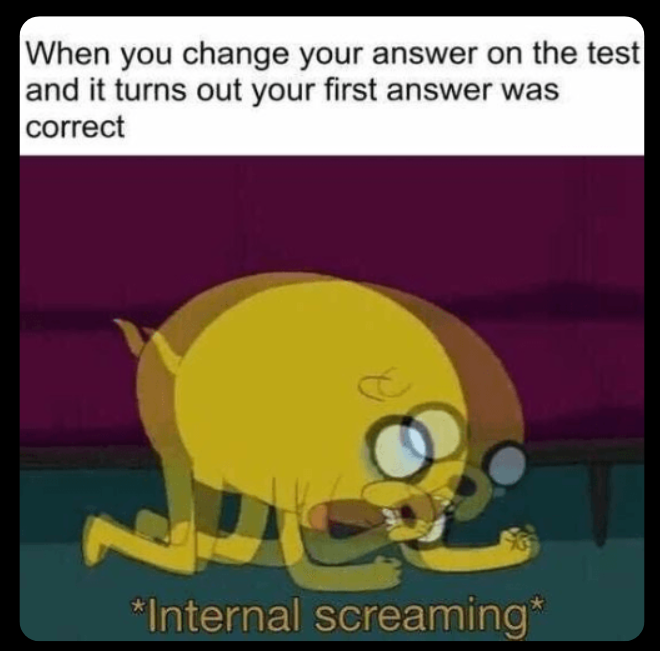 When you change your answer on the test
and it turns out your first answer was
correct
*Internal screaming*